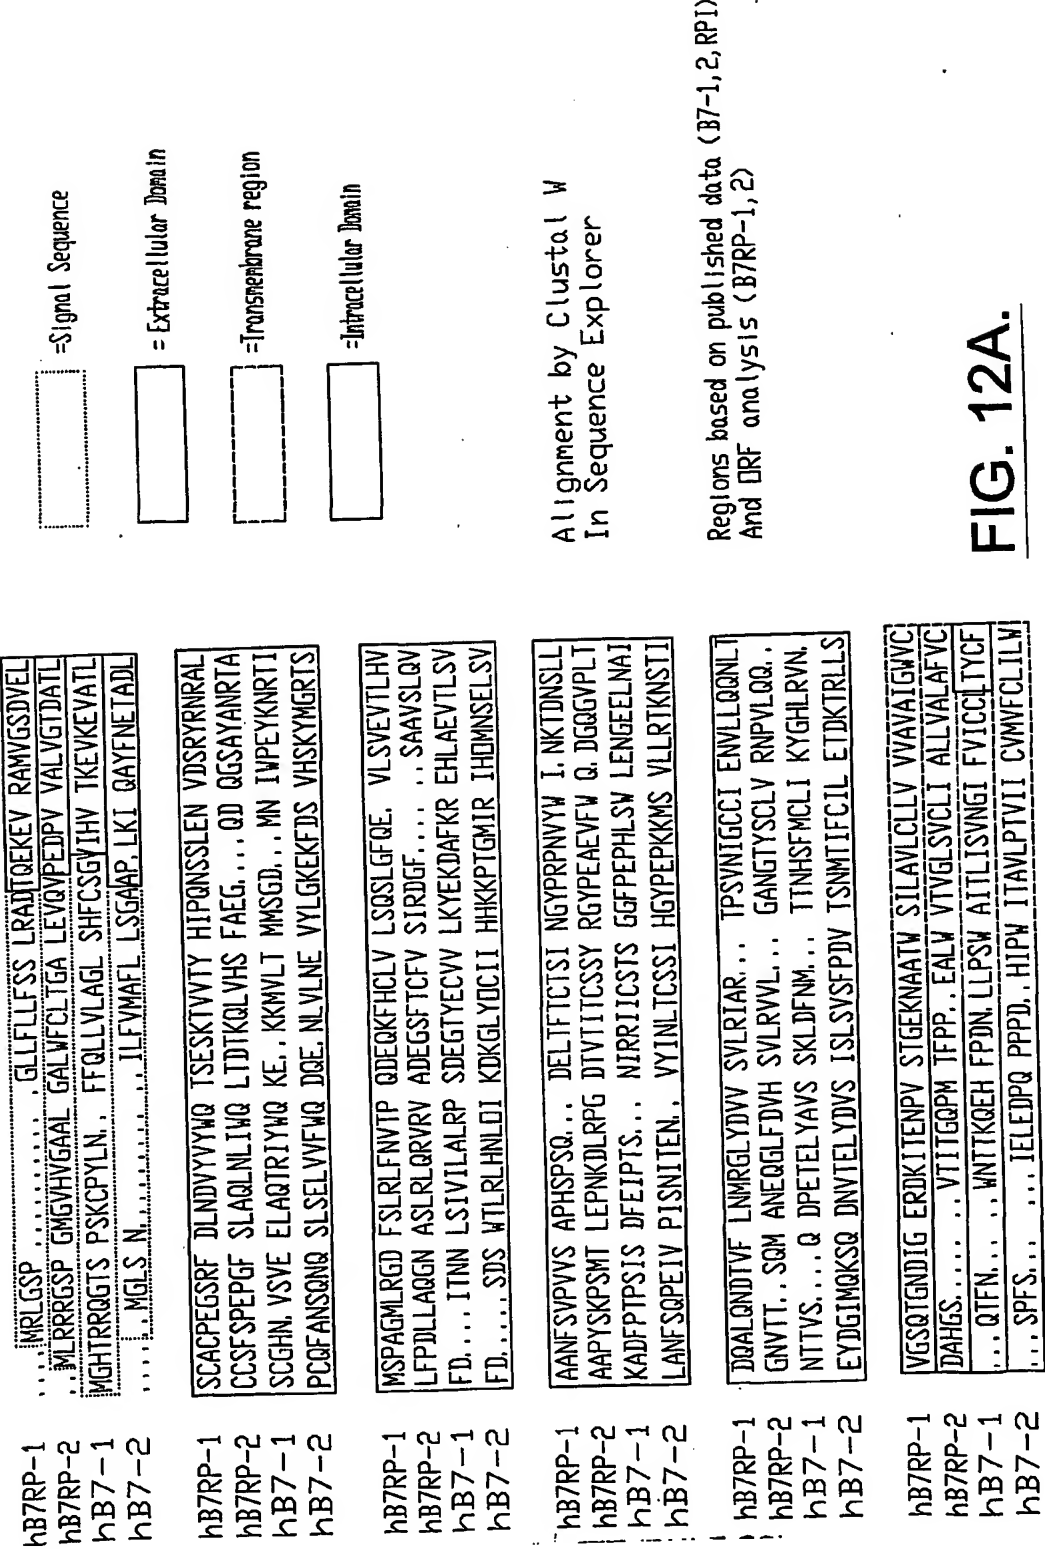 hB7RP-1 ....MRLGSP .......... .GLLFLLFSS LRADTQEKEV RAMVGSDVEL
hB7RP-2 ...MLRRRGSP GMGVHVGAAL GALWFCLTGA LEVQVPEDPV VALVGTDATL
hB7-1 MGHTRRQGTS PSKCPYLN.. FFQLLVLAGL SHFCSGVIHV TKEVKEVATL
hB7-2 ......MGLS N......... ..ILFVMAFL LSGAAP.LKI QAYFNETADL
hB7RP-1 SCACPEGSRF DLNDVYVYWQ TSESKTVVTY HIPQNSSLEN VDSRYRNRAL
hB7RP-2 CCSFSPEPGF SLAQLNLIWQ LTDTKQLVHS FAEG...QD QGSAYANRTA
hB7-1 SCGHN.VSVE ELAQTRIYWQ KE..KKMVLT MMSGD...MN IWPEYKNRTI
hB7-2 PCQFANSQNQ SLSELVVFWQ DQE.NLVLNE VYLGKEKFDS VHSKYMGRTS
hB7RP-1 MSPAGMLRGD FSLRLFNVTP QDEQKFHCLV LSQSLGFQE. VLSVEVTLHV
hB7RP-2 LFPDLLAQGN ASLRLQRVRV ADEGSFTCFV SIRDGF.... ..SAAVSLQV
hB7-1 FD....ITNN LSIVILALRP SDEGTYECVV LKYEKDAFKR EHLAEVTLSV
hB7-2 FD.....SDS WTLRLHNLQI KDKGLYQCII HHKKPTGMIR IHQMNSELSV
hB7RP-1 AANFSVPVVS APHSPSQ... DELTFTCTSI NGYPRPNVYW I.NKTDNSLL
hB7RP-2 AAPYSKPSMT LEPNKDLRPG DTVTITCSSY RGYPEAEVFW Q.DGQGVPLT
hB7-1 KADFPTPSIS DFEIPTS... NIRRIICSTS GGFPEPHLSW LENGEELNAI
hB7-2 LANFSQPEIV PISNITEN.. VYINLTCSSI HGYPEPKKMS VLLRTKNSTI
hB7RP-1 DQALQNDTVF LNMRGLYDVV SVLRIAR... TPSVNIGCCI ENVLLQQNLT
hB7RP-2 GNVTT..SQM ANEQGLFDVH SVLRVVL... GANGTYSCLV RNPVLQQ..
hB7-1 NTTVS....Q DPETELYAVS SKLDFNM... TTNHSFMCLI KYGHLRVN.
hB7-2 EYDGIMQKSQ DNVTELYDVS ISLSVSFPDV TSNMTIFCIL ETDKTRLLS
hB7RP-1 VGSQTGNDIG ERDKITENPV STGEKNAATW SILAVLCLLV VVAVAIGWVC
hB7RP-2 DAHGS..... .. VTITGQPM TFPP..EALW VTVGLSVCLI ALLVALAFVC
hB7-1 ...QTFN... ..WNTTKQEH FPDN.LLPSW AITLISVNGI FVICCLTYCF
hB7-2 ...SPFS... ...IELEDPQ PPPD..HIPW ITAVLPTVII CVMVFCLILW
=Signal Sequence
= Extracellular Domain
=Transmembrane region
=Intracellular Domain
Alignment by Clustal W
In Sequence Explorer
Regions based on published data (B7-1,2,RP1)
And ORF analysis (B7RP-1,2)
FIG. 12A.